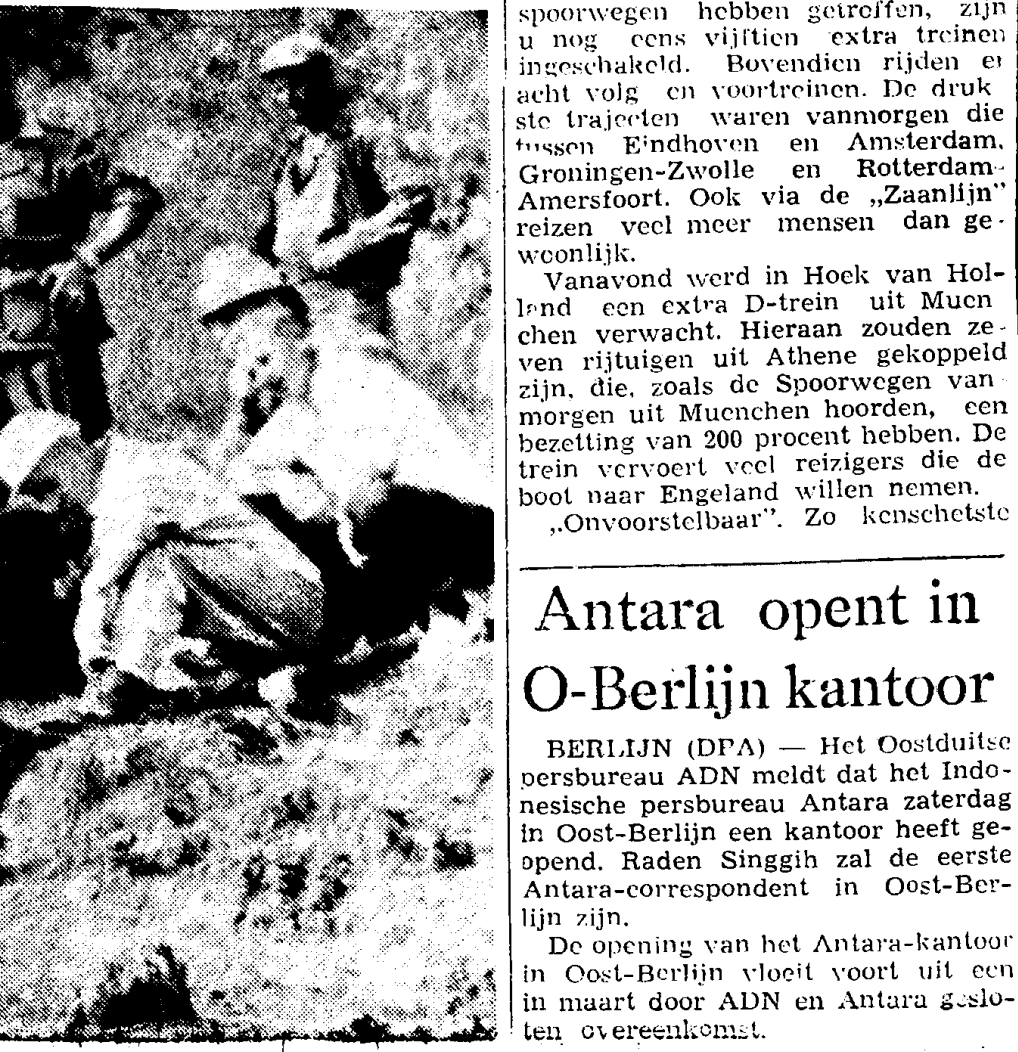 spoorwegen hebben getroffen, zijn
u nog eens vijftien extra treinen
ingeschakeld. Bovendien rijden er
acht volg en voortreinen. De druk
ste trajecten waren vanmorgen die
tussen Eindhoven en Amsterdam,
Groningen-Zwolle en Rotterdam-
Amersfoort. Ook via de „Zaanlijn”
reizen veel meer mensen dan ge-
woonlijk.
Vanavond werd in Hoek van Hol-
land een extra D-trein uit Muen
chen verwacht. Hieraan zouden ze-
ven rijtuigen uit Athene gekoppeld
zijn, die, zoals de Spoorwegen van
morgen uit Muenchen hoorden, een
bezetting van 200 procent hebben. De
trein vervoert veel reizigers die de
boot naar Engeland willen nemen.
„Onvoorstelbaar”. Zo kenschetste
Antara opent in
O-Berlijn kantoor
BERLIJN (DPA) — Het Oostduitse
persbureau ADN meldt dat het Indo-
nesische persbureau Antara zaterdag
in Oost-Berlijn een kantoor heeft ge-
opend. Raden Singgih zal de eerste
Antara-correspondent in Oost-Ber-
lijn zijn.
De opening van het Antara-kantoor
in Oost-Berlijn vloeit voort uit een
in maart door ADN en Antara geslo-
ten overeenkomst.